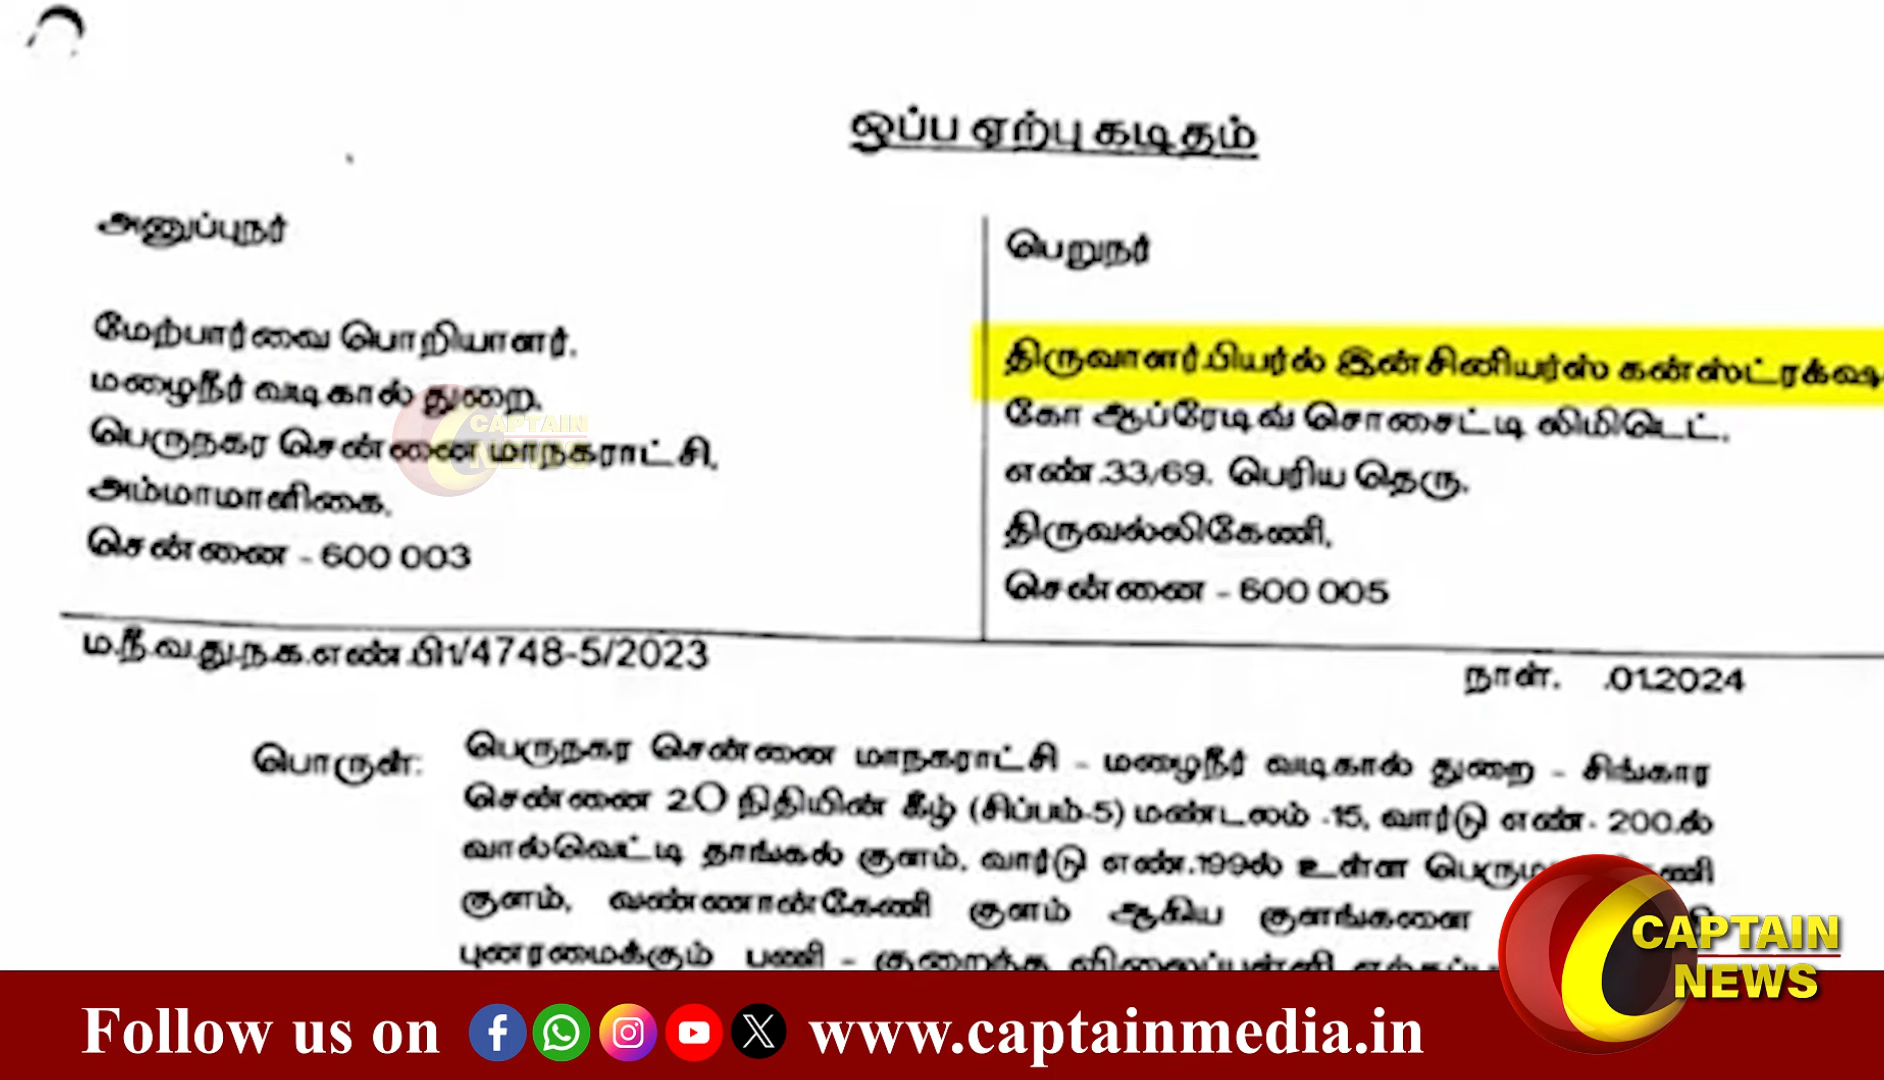 ஒப்ப ஏற்பு கடிதம்
அனுப்புநர்
மேற்பார்வை பொறியாளர்,
மழைநீர் வடிகால் துறை,
பெருநகர சென்னை மாநகராட்சி,
அம்மாமாளிகை,
சென்னை - 600 003
பெறுநர்
திருவாளர்.பியர்ல் இன்சினியர்ஸ் கன்ஸ்ட்ரக்ஷ
கோ ஆப்ரேடிவ் சொசைட்டி லிமிடெட்,
எண்.33/69, பெரிய தெரு,
திருவல்லிகேணி,
சென்னை - 600 005
ம.நீ.வ.து.ந.க.எண்.பி1/4748-5/2023
நாள். .01.2024
பொருள்:
பெருநகர சென்னை மாநகராட்சி - மழைநீர் வடிகால் துறை - சிங்கார
சென்னை 2.O நிதியின் கீழ் (சிப்பம்-5) மண்டலம் -15, வார்டு எண்- 200.ல்
வால்வெட்டி தாங்கல் குளம், வார்டு எண்.199ல் உள்ள
குளம், வண்ணான்கேணி குளம் ஆகிய குளங்களை
புனரமைக்கும் பணி - குறைந்த விலைப்புள்ளி
CAPTAIN
NEWS
CAPTAIN
NEWS
Follow us on www.captainmedia.in